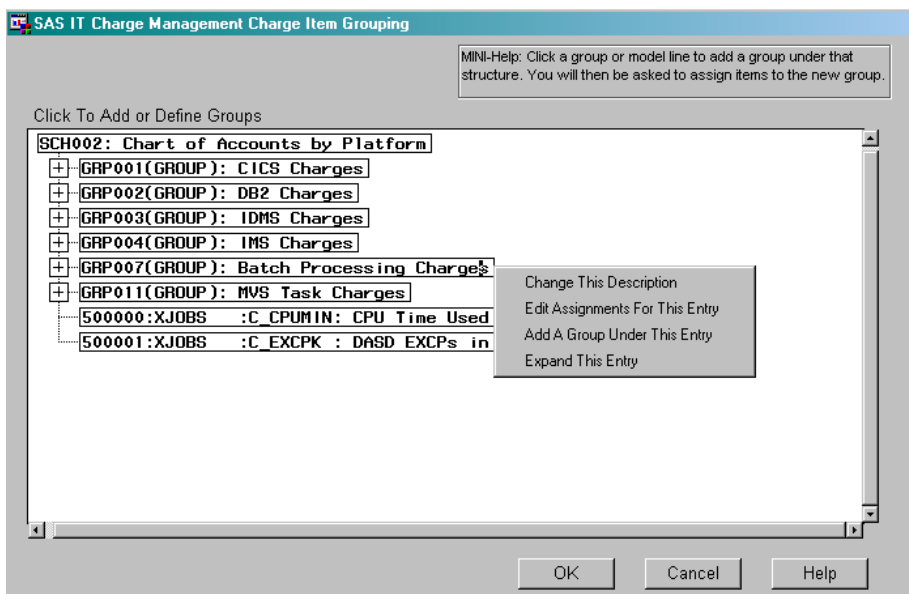 SAS IT Charge Management Charge Item Grouping
MINI-Help: Click a group or model line to add a group under that
structure. You will then be asked to assign items to the new group.
Click To Add or Define Groups
SCH002: Chart of Accounts by Platform
GRP001(GROUP): CICS Charges
GRP002(GROUP): DB2 Charges
GRP003(GROUP): IDMS Charges
GRP004(GROUP): IMS Charges
GRP007(GROUP): Batch Processing Charges
GRP011(GROUP): MVS Task Charges
500000:XJOBS :C_CPUMIN: CPU Time Used
500001:XJOBS :C_EXCPK : DASD EXCPs in
Change This Description
Edit Assignments For This Entry
Add A Group Under This Entry
Expand This Entry
OK Cancel Help